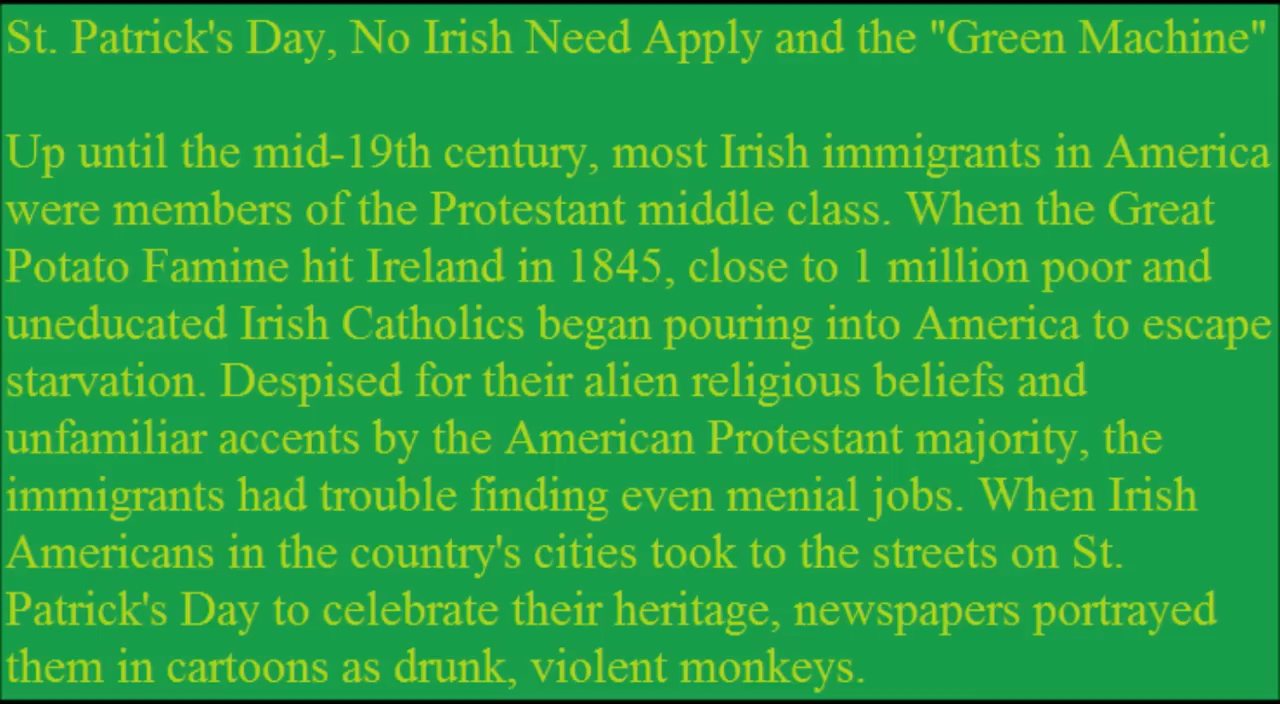 St. Patrick's Day, No Irish Need Apply and the "Green Machine"
Up until the mid-19th century, most Irish immigrants in America
were members of the Protestant middle class. When the Great
Potato Famine hit Ireland in 1845, close to 1 million poor and
uneducated Irish Catholics began pouring into America to escape
starvation. Despised for their alien religious beliefs and
unfamiliar accents by the American Protestant majority, the
immigrants had trouble finding even menial jobs. When Irish
Americans in the country's cities took to the streets on St.
Patrick's Day to celebrate their heritage, newspapers portrayed
them in cartoons as drunk, violent monkeys.